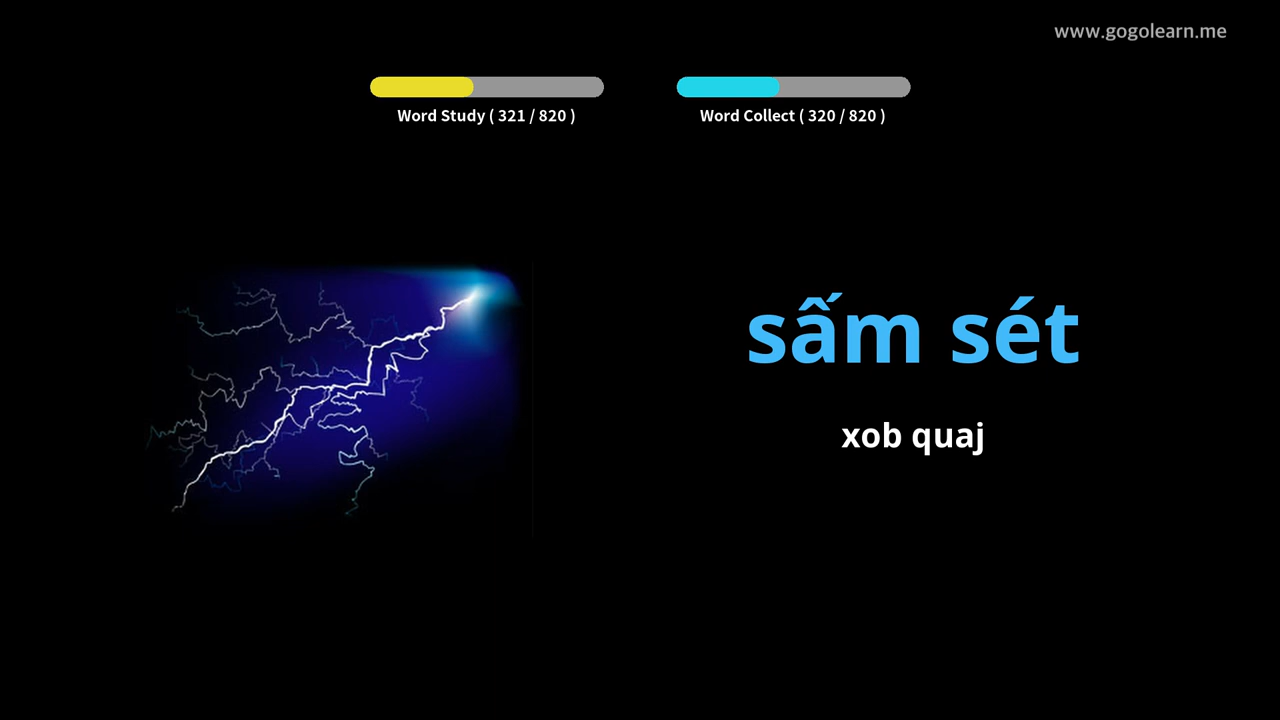 www.gogolearn.me
Word Study ( 321 / 820 )
Word Collect ( 320 / 820 )
sấm sét
xob quaj